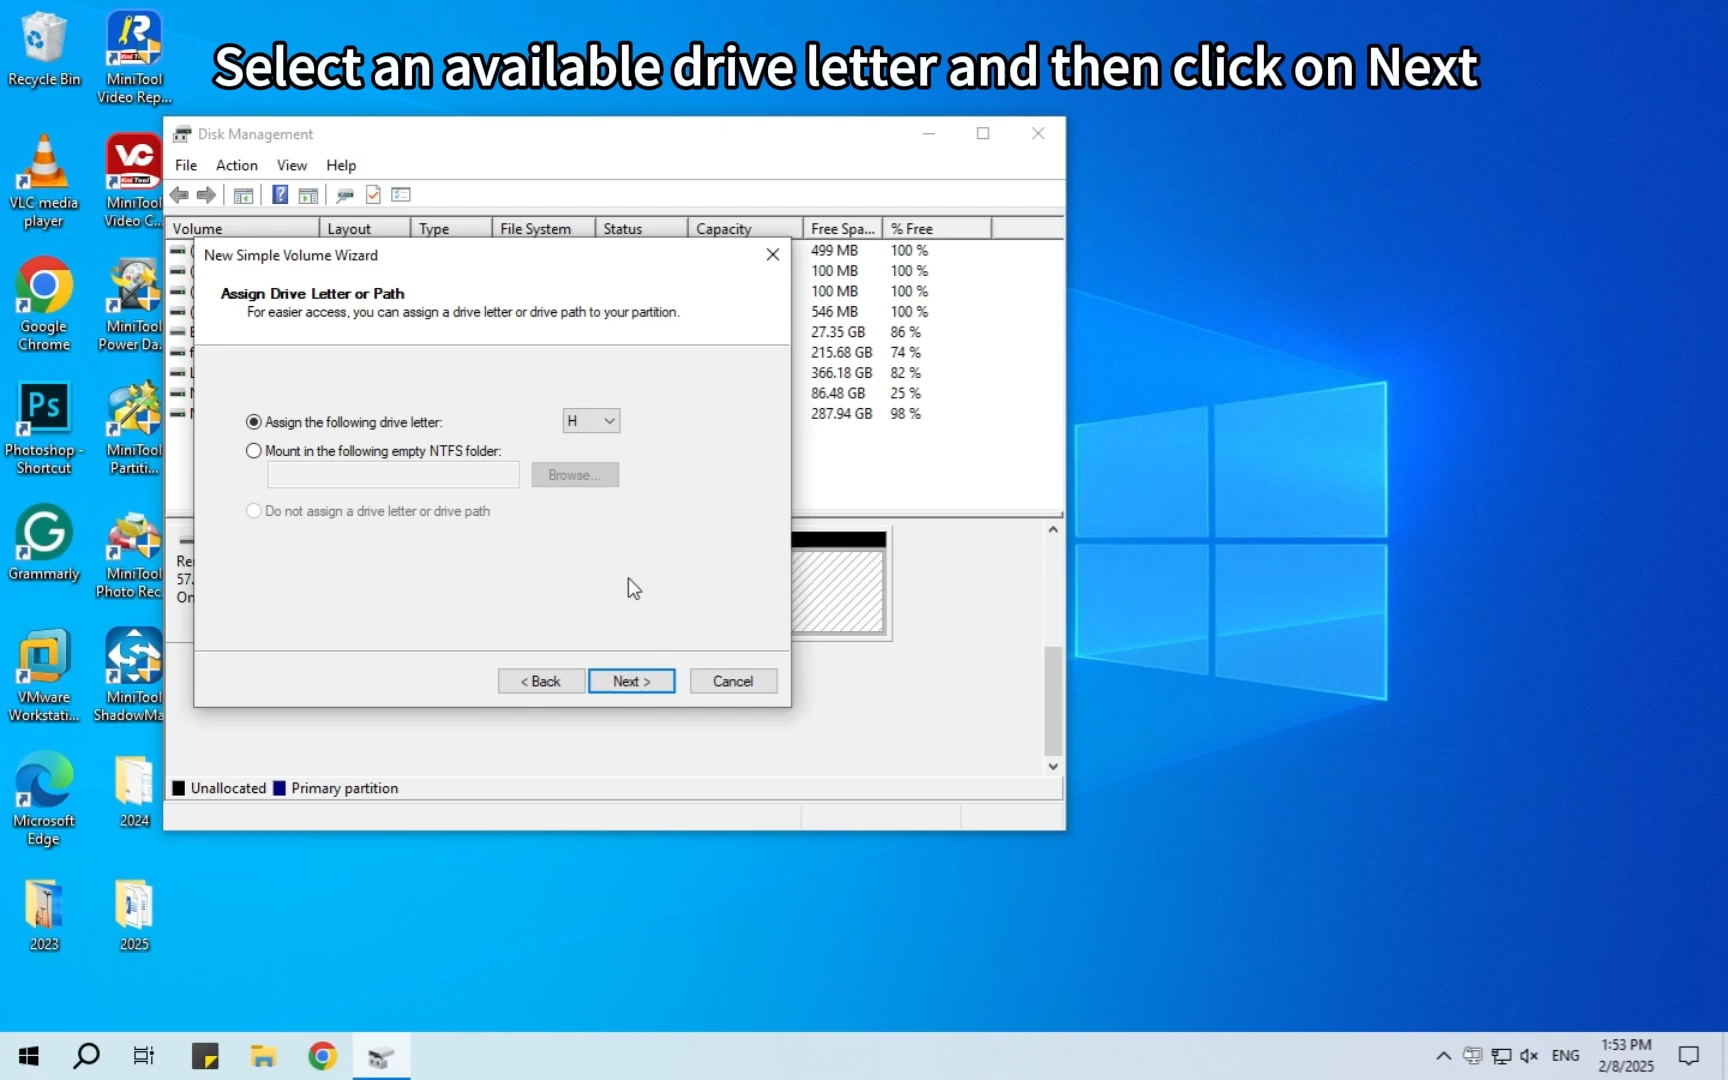 Select an available drive letter and then click on Next
Recycle Bin
MiniTool
Video Rep...
VLC media
player
MiniTool
Video C...
Google
Chrome
MiniTool
Power Da.
Ps
Photoshop -
Shortcut
MiniTool
Partiti...
Grammarly
MiniTool
Photo Rec
VMware
Workstati...
MiniTool
ShadowMa
Microsoft
Edge
2024
2023
2025
Disk Management
File Action View Help
Volume Layout Type File System Status Capacity Free Spa... % Free
499 MB 100 %
100 MB 100 %
100 MB 100 %
546 MB 100 %
27.35 GB 86 %
215.68 GB 74 %
366.18 GB 82 %
86.48 GB 25 %
287.94 GB 98 %
New Simple Volume Wizard
Assign Drive Letter or Path
For easier access, you can assign a drive letter or drive path to your partition.
Assign the following drive letter: H
Mount in the following empty NTFS folder:
Browse...
Do not assign a drive letter or drive path
< Back Next > Cancel
Re
57.
On
Unallocated Primary partition
ENG
1:53 PM
2/8/2025